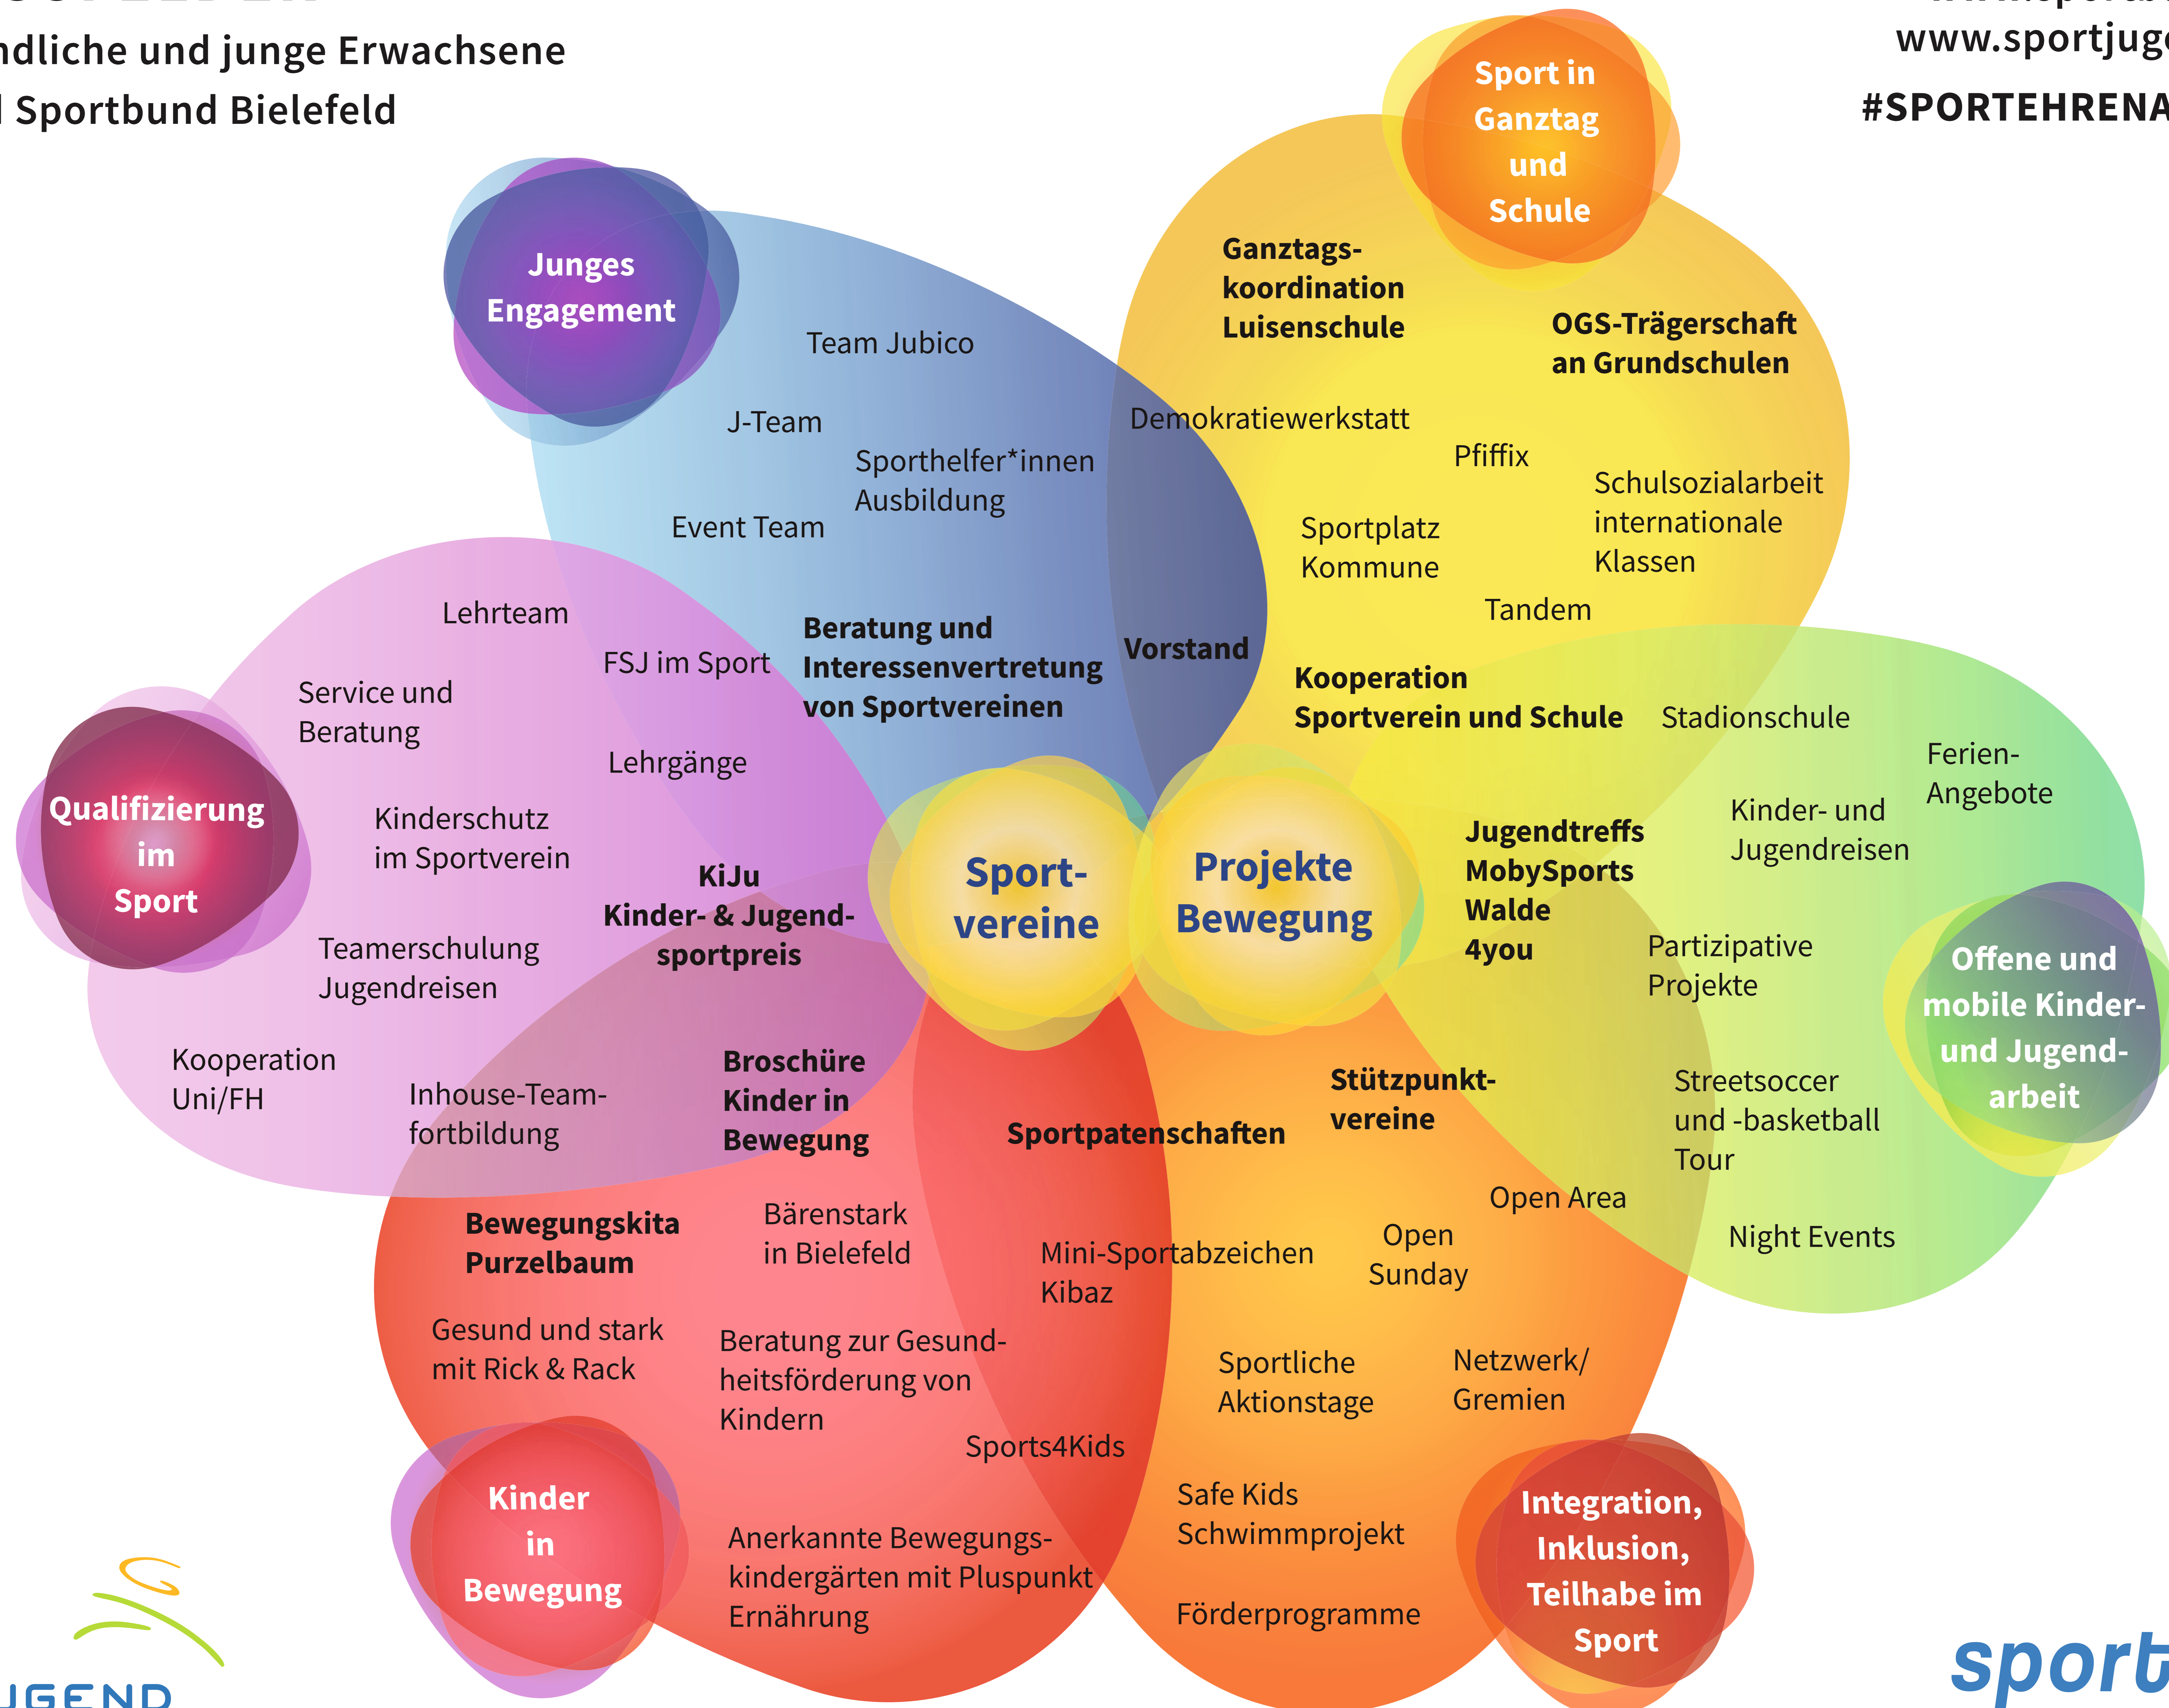 ndliche und junge Erwachsene
Sportbund Bielefeld
www.sportjuge
#SPORTEHRENA
Sport in
Ganztag
und
Schule
Junges
Engagement
Ganztags-
koordination
Luisenschule
OGS-Trägerschaft
an Grundschulen
Team Jubico
J-Team
Sporthelfer*innen
Ausbildung
Event Team
Demokratiewerkstatt
Pfiffix
Schulsozialarbeit
internationale
Klassen
Sportplatz
Kommune
Tandem
Lehrteam
FSJ im Sport
Beratung und
Interessenvertretung
von Sportvereinen
Vorstand
Kooperation
Sportverein und Schule
Stadionschule
Service und
Beratung
Lehrgänge
Ferien-
Angebote
Kinder- und
Jugendreisen
Qualifizierung
im
Sport
Kinderschutz
im Sportverein
KiJu
Kinder- & Jugend-
sportpreis
Sport-
vereine
Projekte
Bewegung
Jugendtreffs
MobySports
Walde
4you
Partizipative
Projekte
Offene und
mobile Kinder-
und Jugend-
arbeit
Teamerschulung
Jugendreisen
Kooperation
Uni/FH
Inhouse-Team-
fortbildung
Broschüre
Kinder in
Bewegung
Sportpatenschaften
Stützpunkt-
vereine
Streetsoccer
und -basketball
Tour
Open Area
Night Events
Bewegungskita
Purzelbaum
Bärenstark
in Bielefeld
Mini-Sportabzeichen
Kibaz
Open
Sunday
Gesund und stark
mit Rick & Rack
Beratung zur Gesund-
heitsförderung von
Kindern
Sportliche
Aktionstage
Netzwerk/
Gremien
Sports4Kids
Kinder
in
Bewegung
Safe Kids
Schwimmprojekt
Integration,
Inklusion,
Teilhabe im
Sport
Anerkannte Bewegungs-
kindergärten mit Pluspunkt
Ernährung
Förderprogramme
UGEND
sport